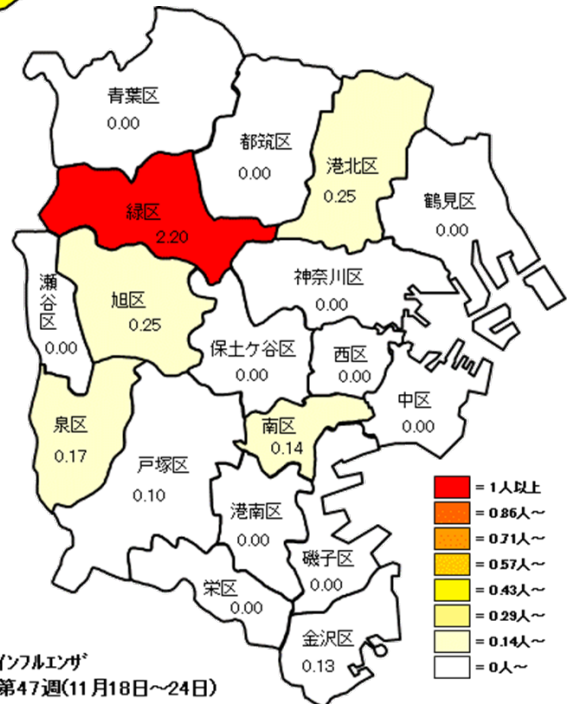 青葉区
0.00
都筑区
0.00
港北区
0.25
鶴見区
0.00
緑区
2.20
瀬谷区
0.00
旭区
0.25
神奈川区
0.00
保土ケ谷区
0.00
西区
0.00
中区
0.00
泉区
0.17
戸塚区
0.10
南区
0.14
港南区
0.00
磯子区
0.00
栄区
0.00
金沢区
0.13
= 1人以上
= 0.86人～
= 0.71人～
= 0.57人～
= 0.43人～
= 0.29人～
= 0.14人～
= 0人～
インフルエンザ
第47週(11月18日～24日)